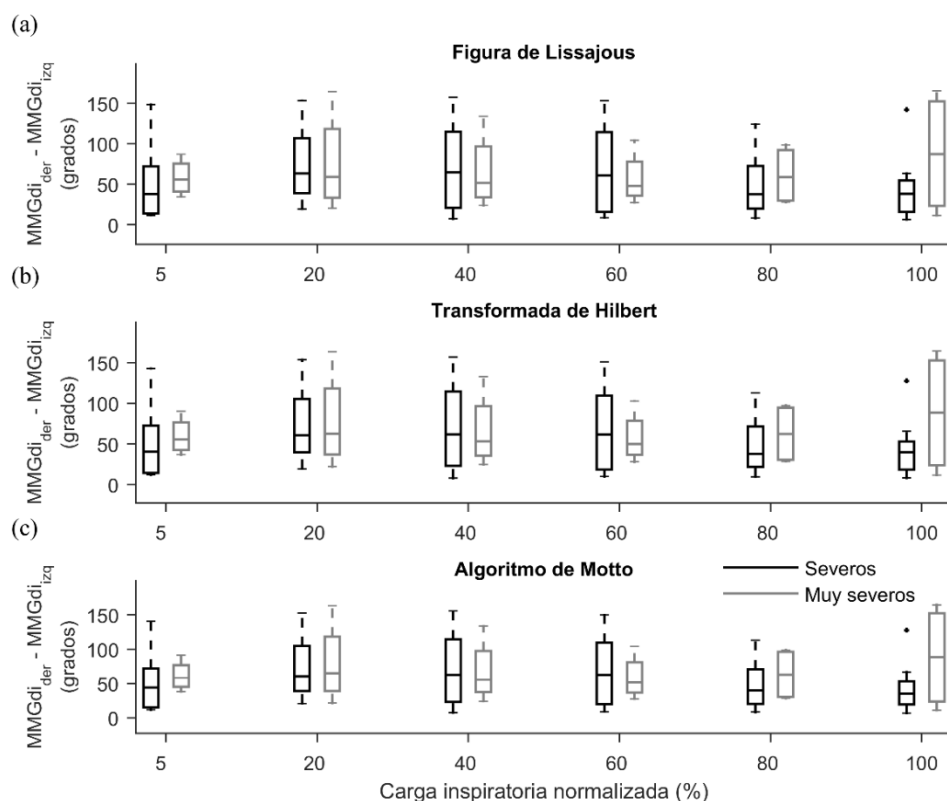 (a)
Figura de Lissajous
MMGdi_der - MMGdi_izq
(grados)
150
100
50
0
5 20 40 60 80 100
(b)
Transformada de Hilbert
MMGdi_der - MMGdi_izq
(grados)
150
100
50
0
5 20 40 60 80 100
(c)
Algoritmo de Motto
Severos
Muy severos
MMGdi_der - MMGdi_izq
(grados)
150
100
50
0
5 20 40 60 80 100
Carga inspiratoria normalizada (%)